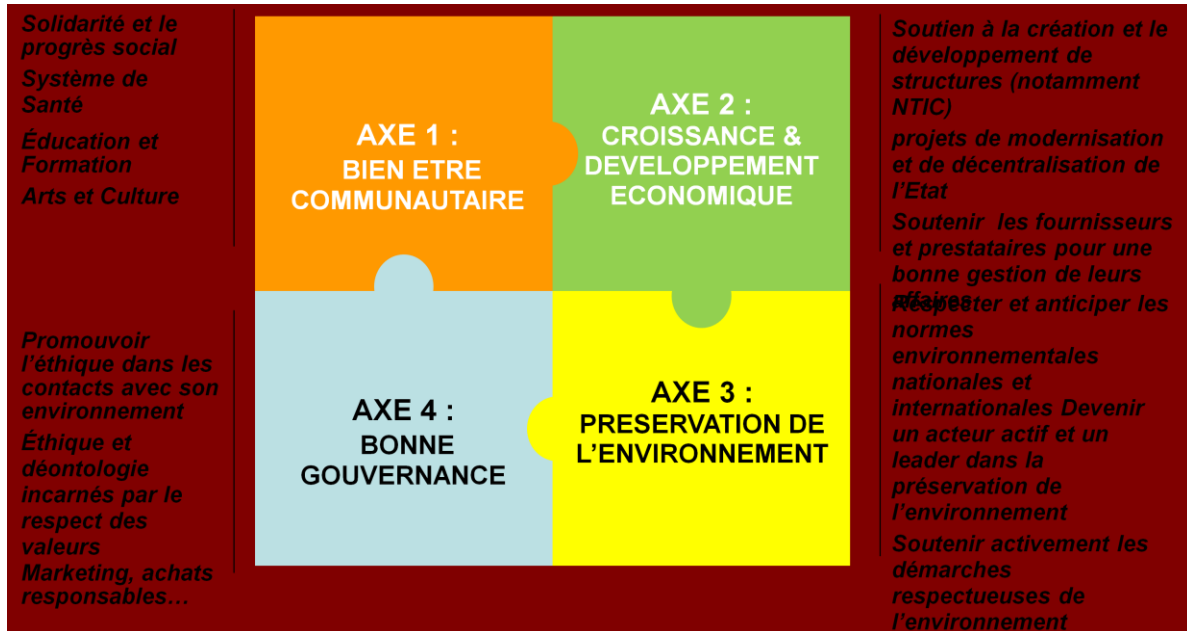 Solidarité et le
progrès social
Système de
Santé
Éducation et
Formation
Arts et Culture
AXE 1 :
BIEN ETRE
COMMUNAUTAIRE
AXE 2 :
CROISSANCE &
DEVELOPPEMENT
ECONOMIQUE
Soutien à la création et le
développement de
structures (notamment
NTIC)
projets de modernisation
et de décentralisation de
l'Etat
Soutenir les fournisseurs
et prestataires pour une
bonne gestion de leurs
affaires
Promouvoir
l'éthique dans les
contacts avec son
environnement
Éthique et
déontologie
incarnés par le
respect des
valeurs
Marketing, achats
responsables…
AXE 4 :
BONNE
GOUVERNANCE
AXE 3 :
PRESERVATION DE
L'ENVIRONNEMENT
Respecter et anticiper les
normes
environnementales
nationales et
internationales Devenir
un acteur actif et un
leader dans la
préservation de
l'environnement
Soutenir activement les
démarches
respectueuses de
l'environnement